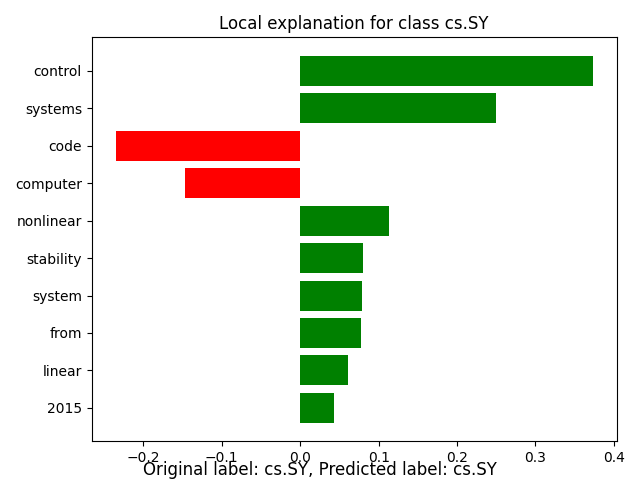 Local explanation for class cs.SY
control
systems
code
computer
nonlinear
stability
system
from
linear
2015
−0.2 −0.1 0.0 0.1 0.2 0.3 0.4
Original label: cs.SY, Predicted label: cs.SY